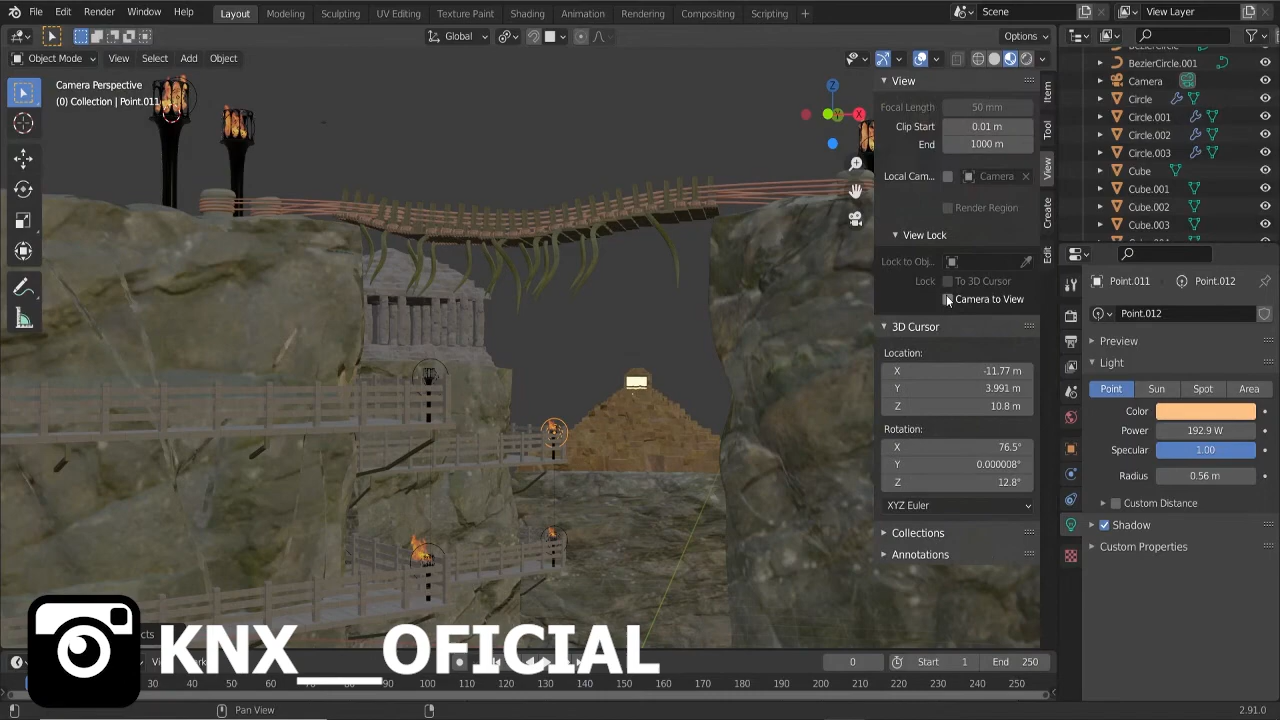 File Edit Render Window Help
Layout Modeling Sculpting UV Editing Texture Paint Shading Animation Rendering Compositing Scripting +
Scene
View Layer
Global
Options
Object Mode View Select Add Object
Camera Perspective
(0) Collection | Point.011
Z
Y
X
View
Focal Length 50 mm
Clip Start 0.01 m
End 1000 m
Local Cam... Camera
Render Region
View Lock
Lock to Obj...
Lock To 3D Cursor
Camera to View
3D Cursor
Location:
X -11.77 m
Y 3.991 m
Z 10.8 m
Rotation:
X 76.5°
Y 0.000008°
Z 12.8°
XYZ Euler
Collections
Annotations
Item
Tool
View
Create
Edit
BezierCircle.001
Camera
Circle
Circle.001
Circle.002
Circle.003
Cube
Cube.001
Cube.002
Cube.003
Point.011 Point.012
Point.012
Preview
Light
Point Sun Spot Area
Color
Power 192.9 W
Specular 1.00
Radius 0.56 m
Custom Distance
Shadow
Custom Properties
cts
KNX___OFICIAL
0 Start 1 End 250
30 40 50 60 70 80 90 100 110 120 130 140 150 160 170 180 190 200 210 220 230 240 250
Pan View
2.91.0